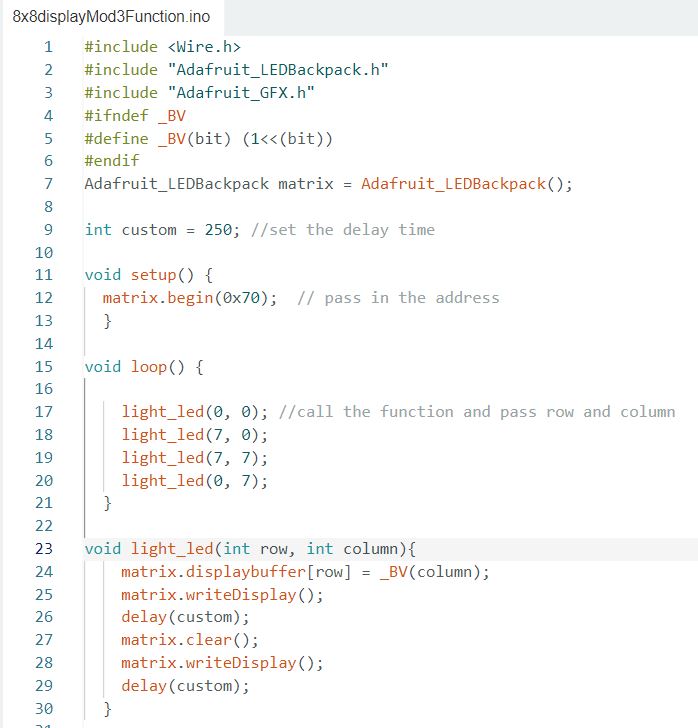 8x8displayMod3Function.ino
1 #include <Wire.h>
2 #include "Adafruit_LEDBackpack.h"
3 #include "Adafruit_GFX.h"
4 #ifndef _BV
5 #define _BV(bit) (1<<(bit))
6 #endif
7 Adafruit_LEDBackpack matrix = Adafruit_LEDBackpack();
8
9 int custom = 250; //set the delay time
10
11 void setup() {
12 matrix.begin(0x70);  // pass in the address
13 }
14
15 void loop() {
16
17 light_led(0, 0); //call the function and pass row and column
18 light_led(7, 0);
19 light_led(7, 7);
20 light_led(0, 7);
21 }
22
23 void light_led(int row, int column){
24 matrix.displaybuffer[row] = _BV(column);
25 matrix.writeDisplay();
26 delay(custom);
27 matrix.clear();
28 matrix.writeDisplay();
29 delay(custom);
30 }